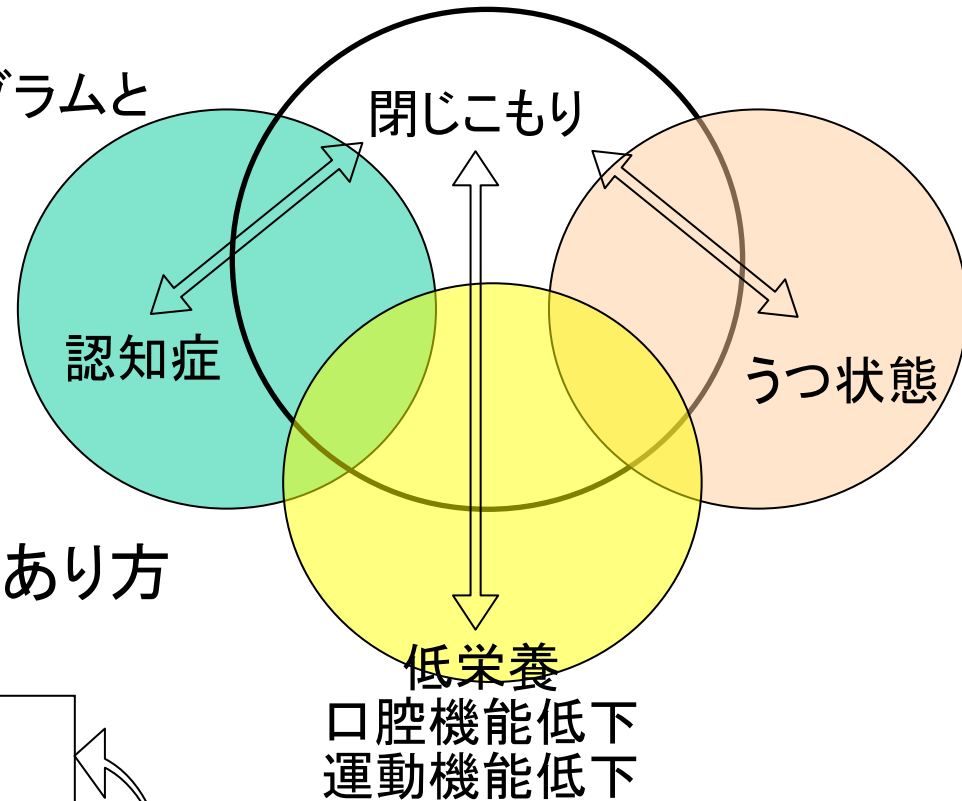 グラムと
閉じこもり
認知症
うつ状態
あり方
低栄養
口腔機能低下
運動機能低下